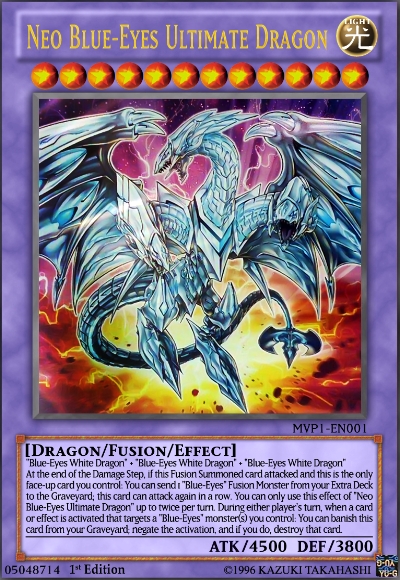 NEO BLUE-EYES ULTIMATE DRAGON
LIGHT
光
MVP1-EN001
[DRAGON/FUSION/EFFECT]
"Blue-Eyes White Dragon" + "Blue-Eyes White Dragon" + "Blue-Eyes White Dragon"
At the end of the Damage Step, if this Fusion Summoned card attacked and this is the only
face-up card you control: You can send 1 "Blue-Eyes" Fusion Monster from your Extra Deck
to the Graveyard; this card can attack again in a row. You can only use this effect of "Neo
Blue-Eyes Ultimate Dragon" up to twice per turn. During either player's turn, when a card
or effect is activated that targets a "Blue-Eyes" monster(s) you control: You can banish this
card from your Graveyard; negate the activation, and if you do, destroy that card.
ATK/4500 DEF/3800
05048714 1st Edition ©1996 KAZUKI TAKAHASHI